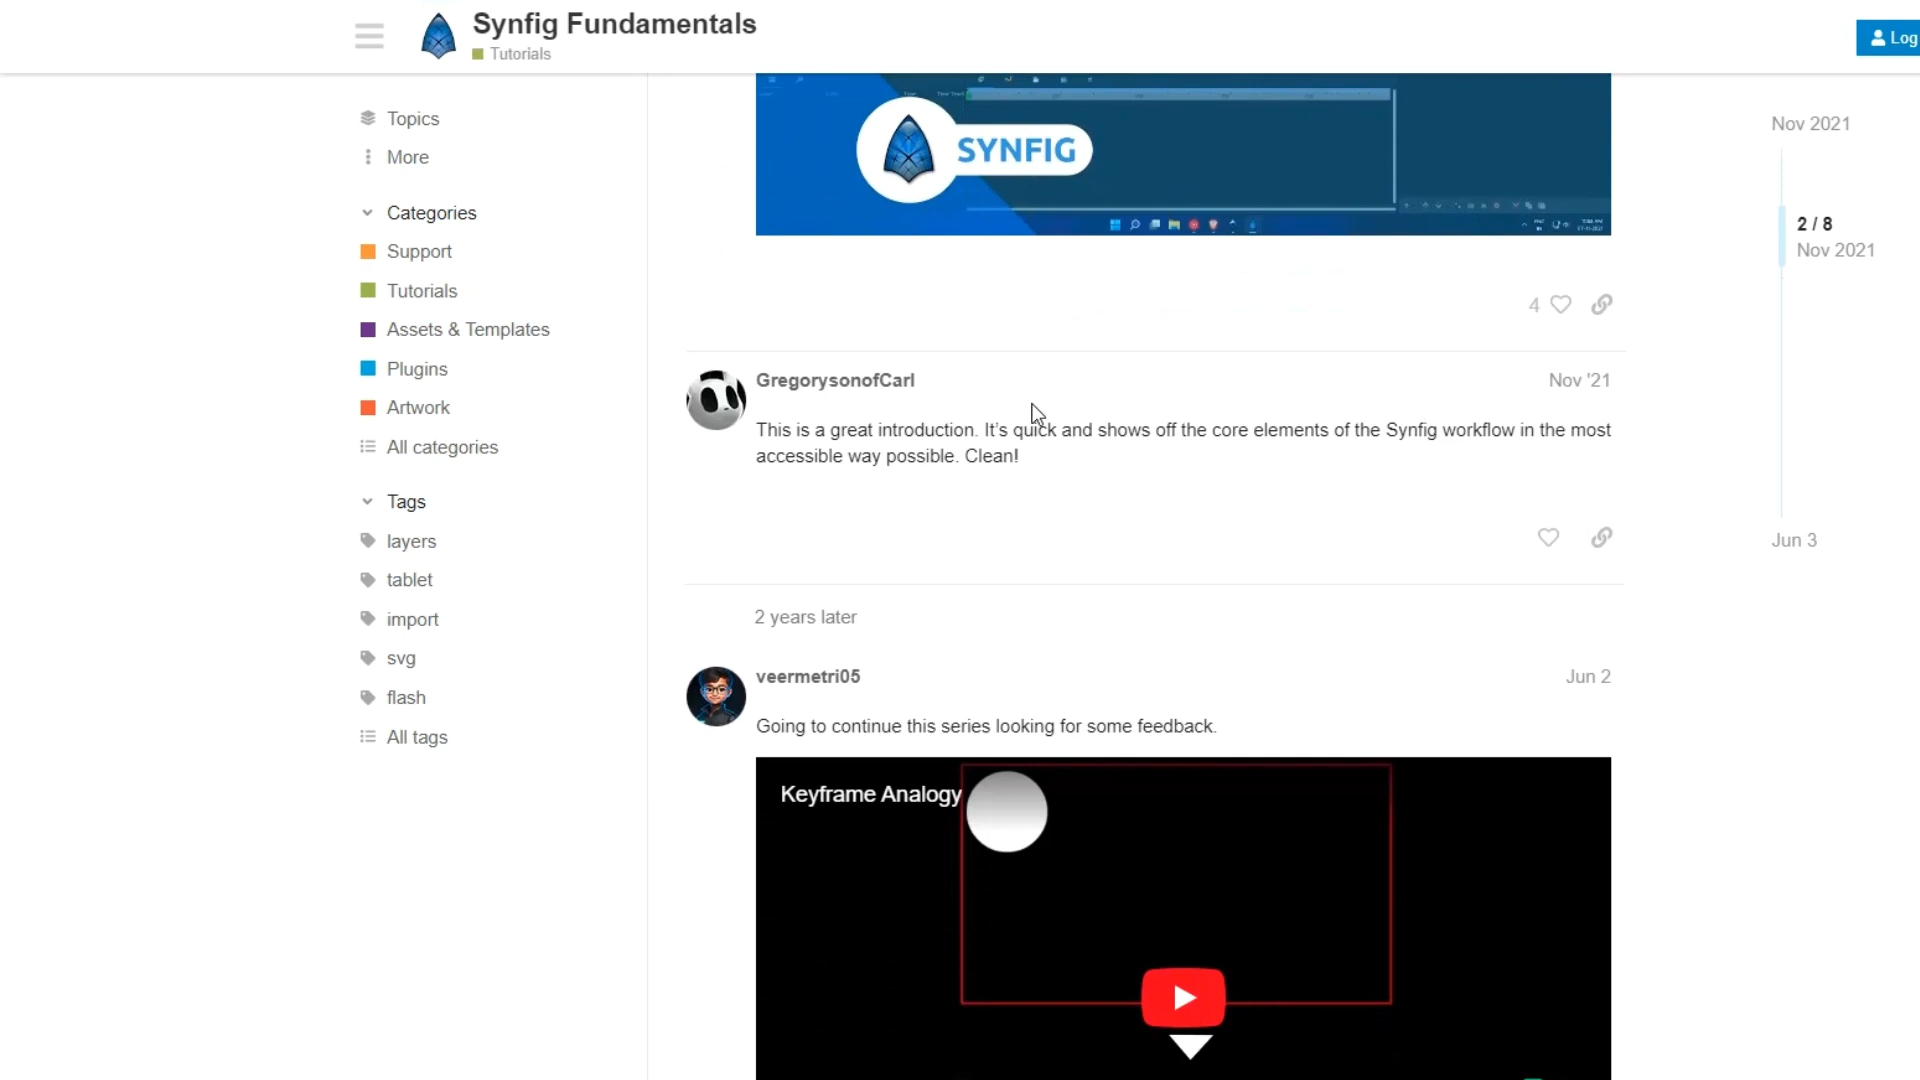 Synfig Fundamentals
Tutorials
Log
Topics
More
Categories
Support
Tutorials
Assets & Templates
Plugins
Artwork
All categories
Tags
layers
tablet
import
svg
flash
All tags
SYNFIG
4
GregorysonofCarl
Nov '21
This is a great introduction. It’s quick and shows off the core elements of the Synfig workflow in the most
accessible way possible. Clean!
2 years later
veermetri05
Jun 2
Going to continue this series looking for some feedback.
Keyframe Analogy
Nov 2021
2 / 8
Nov 2021
Jun 3